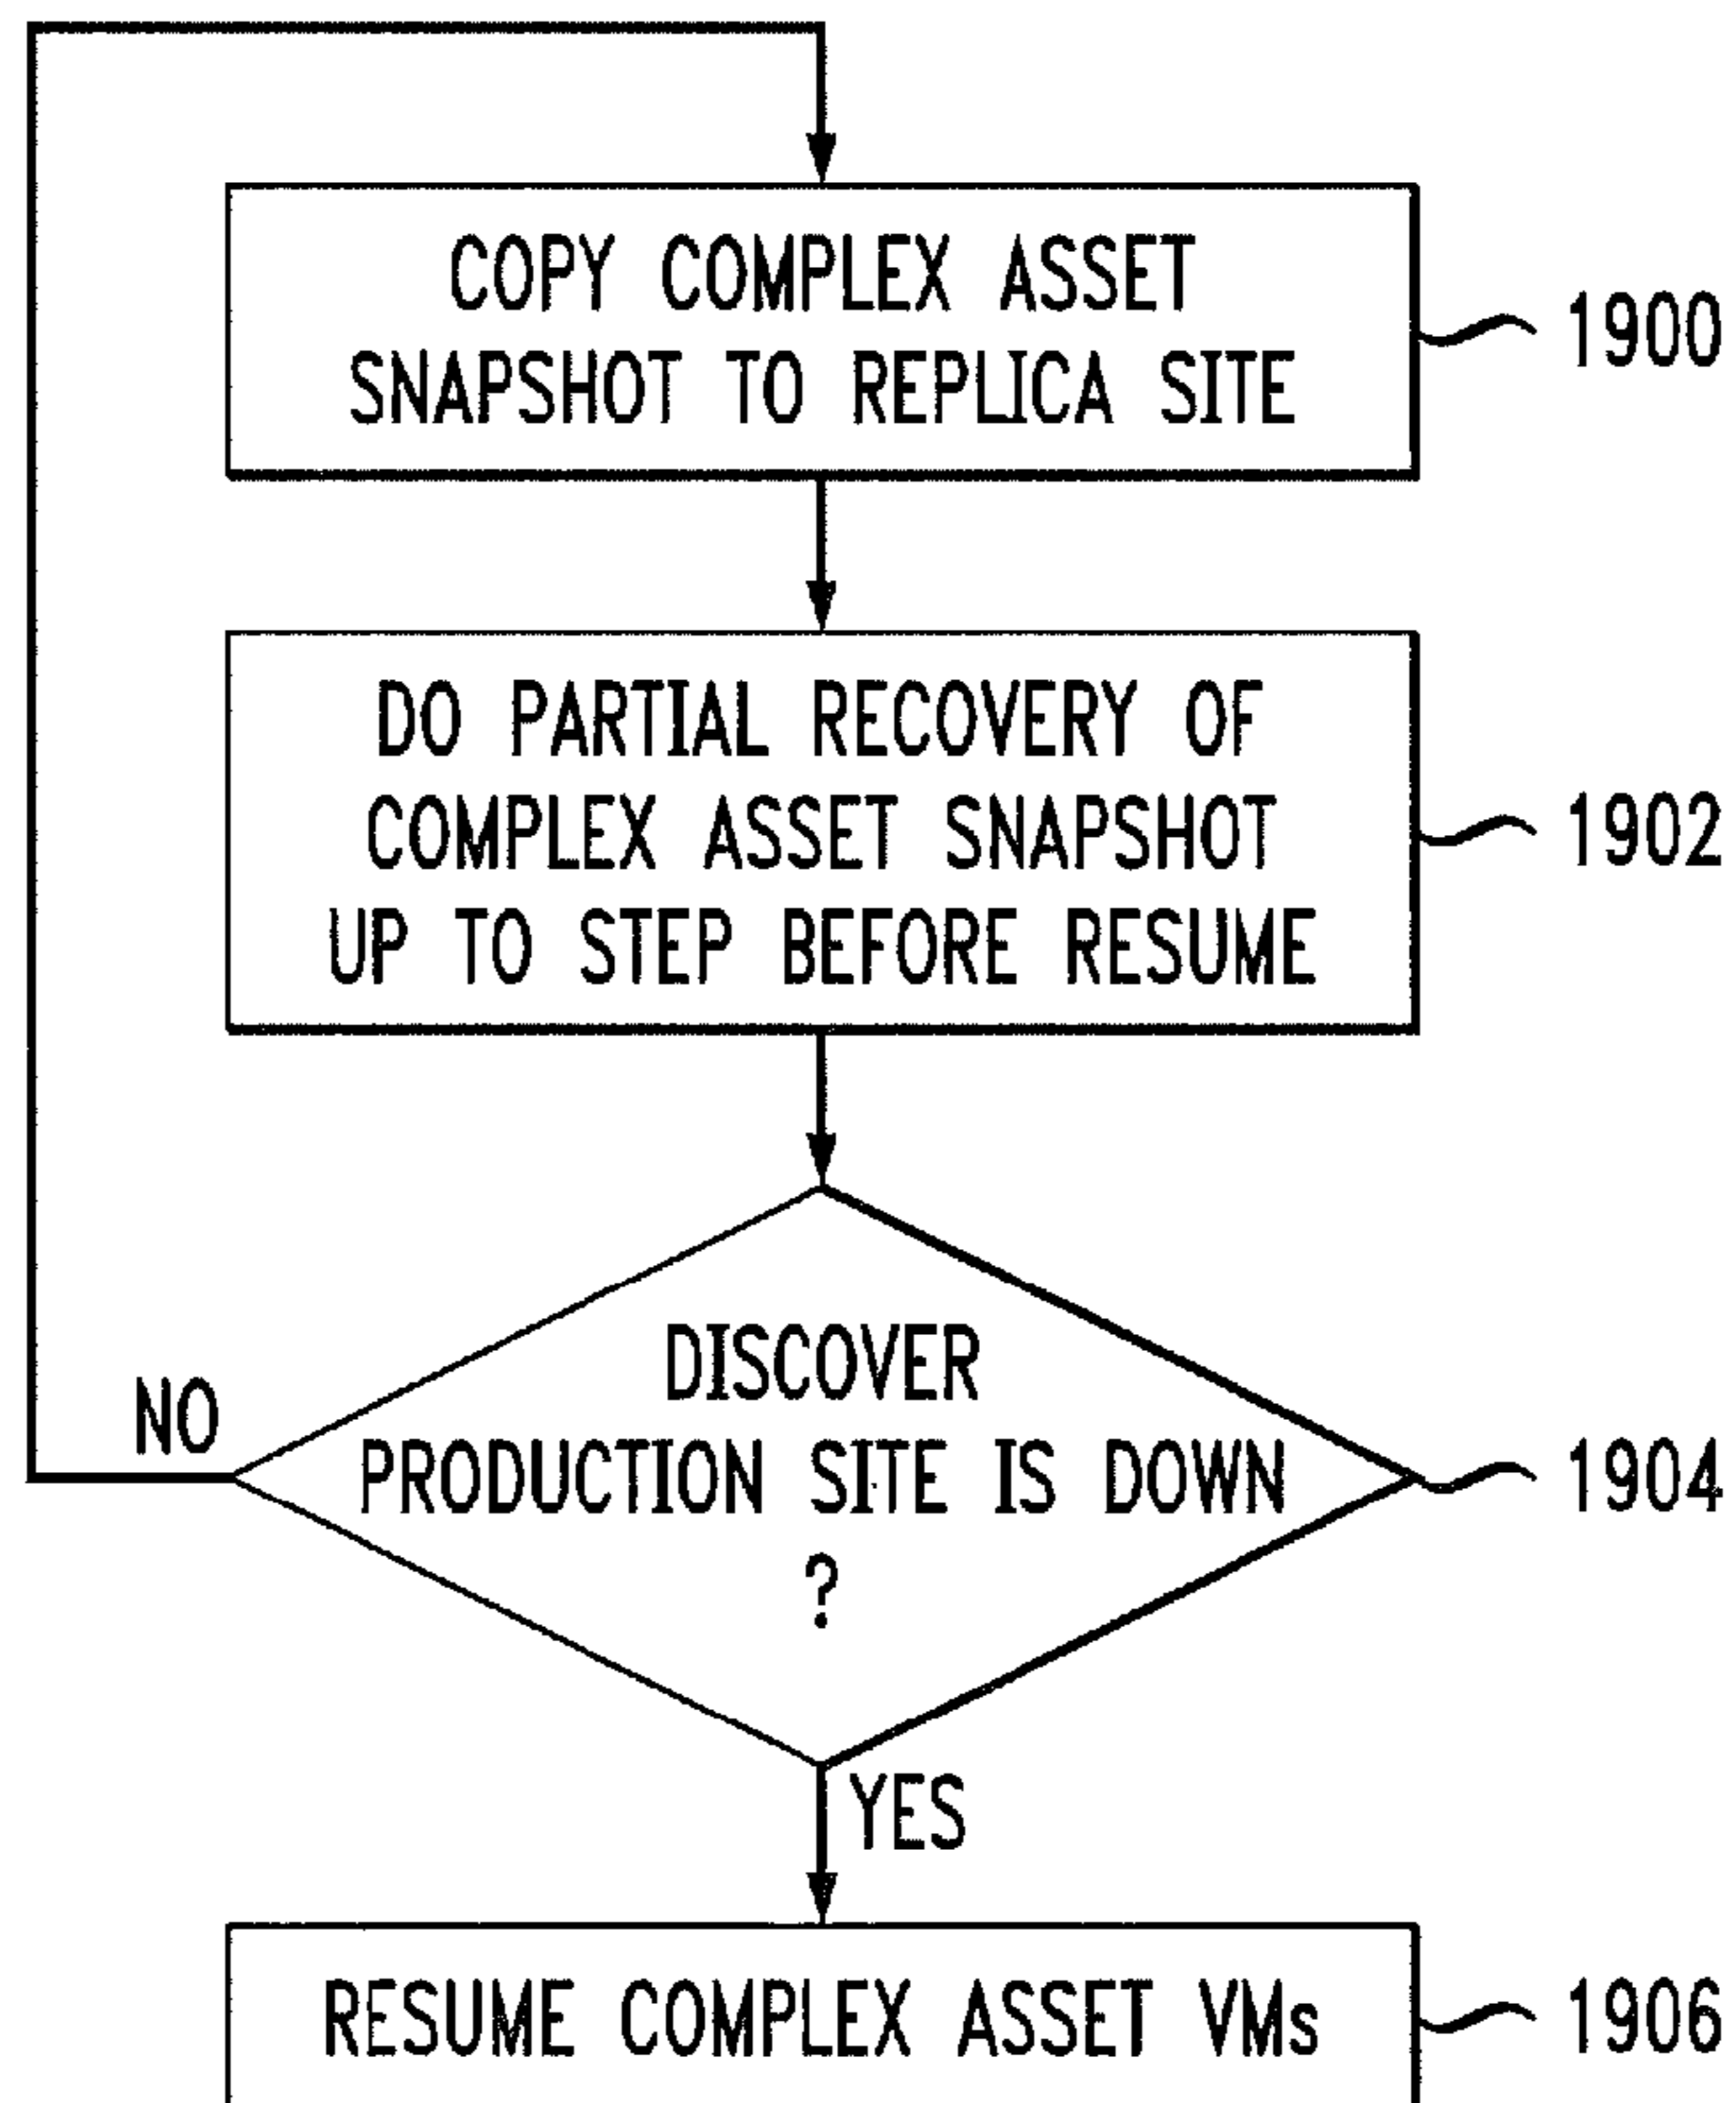 COPY COMPLEX ASSET
SNAPSHOT TO REPLICA SITE
1900
DO PARTIAL RECOVERY OF
COMPLEX ASSET SNAPSHOT
UP TO STEP BEFORE RESUME
1902
DISCOVER
PRODUCTION SITE IS DOWN
?
1904
NO
YES
RESUME COMPLEX ASSET VMs
1906